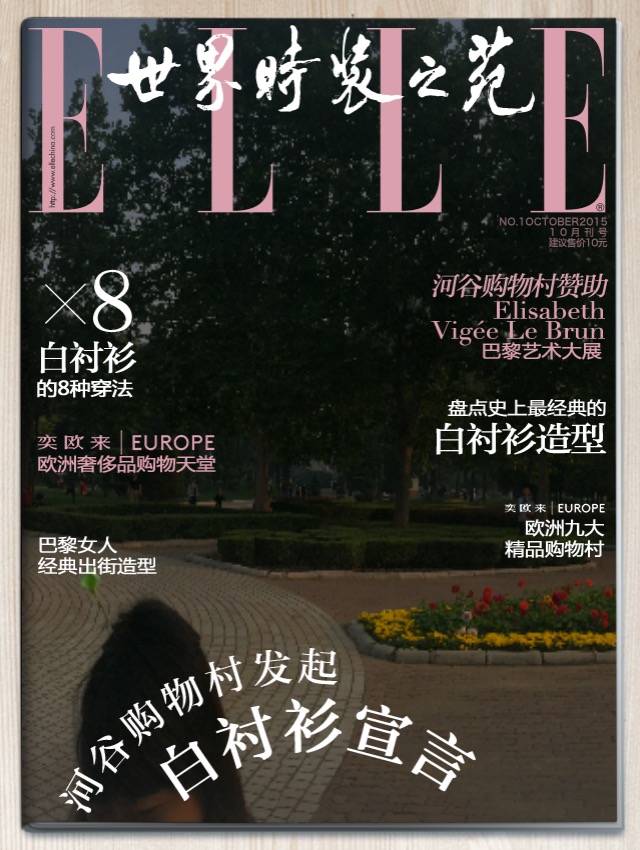 ELLE
世界時裝之苑
http://www.ellechina.com
®
NO.1OCTOBER2015
10月刊号
建议售价10元
×8
白衬衫
的8种穿法
河谷购物村赞助
Elisabeth
Vigée Le Brun
巴黎艺术大展
盘点史上最经典的
白衬衫造型
奕欧来|EUROPE
欧洲奢侈品购物天堂
奕欧来|EUROPE
欧洲九大
精品购物村
巴黎女人
经典出街造型
河谷购物村发起
白衬衫宣言